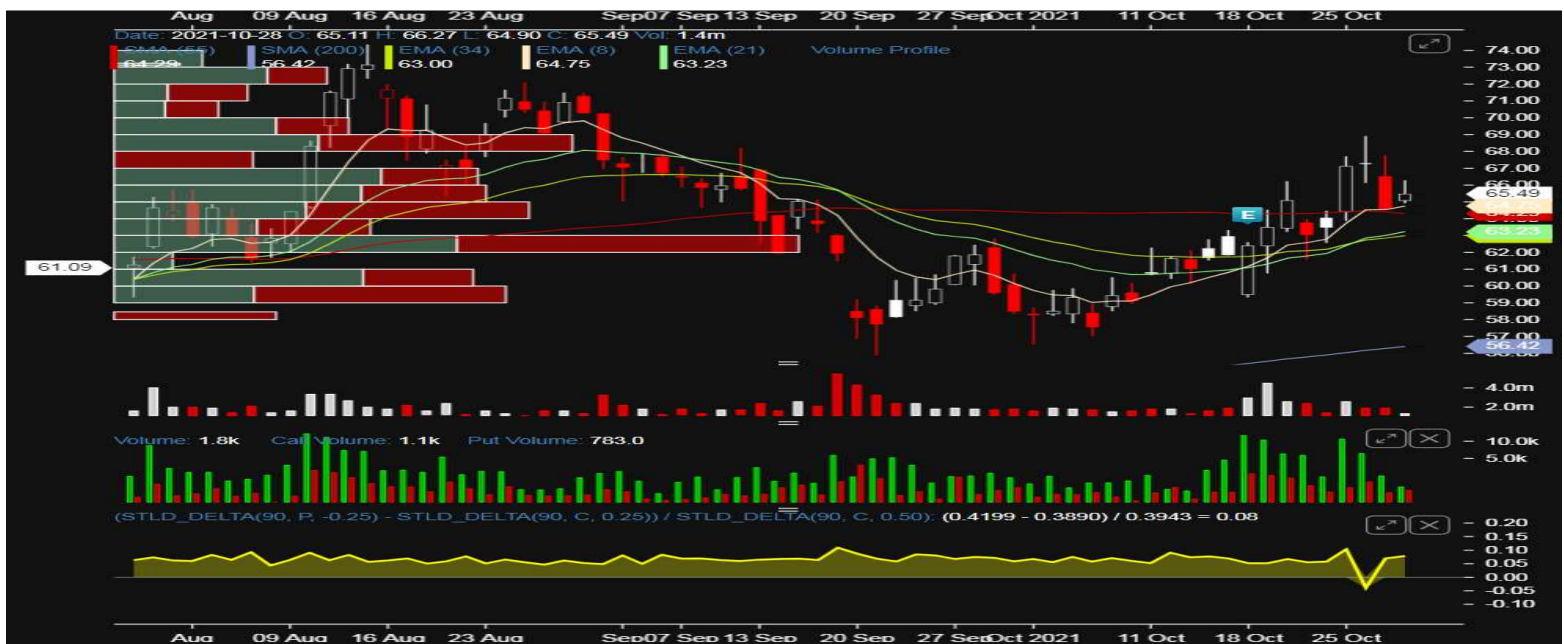 Aug 09 Aug 16 Aug 23 Aug Sep07 Sep 13 Sep 20 Sep 27 SepOct 2021 11 Oct 18 Oct 25 Oct
Date: 2021-10-28 O: 65.11 H: 66.27 L: 64.90 C: 65.49 Vol: 1.4m
SMA (55) SMA (200) EMA (34) EMA (8) EMA (21) Volume Profile
64.29 56.42 63.00 64.75 63.23
74.00
73.00
72.00
71.00
70.00
69.00
68.00
67.00
66.00
65.49
E
63.23
62.00
61.09
61.00
60.00
59.00
58.00
57.00
56.42
4.0m
2.0m
Volume: 1.8k Call Volume: 1.1k Put Volume: 783.0
10.0k
5.0k
(STLD_DELTA(90, P, -0.25) - STLD_DELTA(90, C, 0.25)) / STLD_DELTA(90, C, 0.50): (0.4199 - 0.3890) / 0.3943 = 0.08
0.20
0.15
0.10
0.05
0.00
-0.05
-0.10
Aug 09 Aug 16 Aug 23 Aug Sep07 Sep 13 Sep 20 Sep 27 SepOct 2021 11 Oct 18 Oct 25 Oct